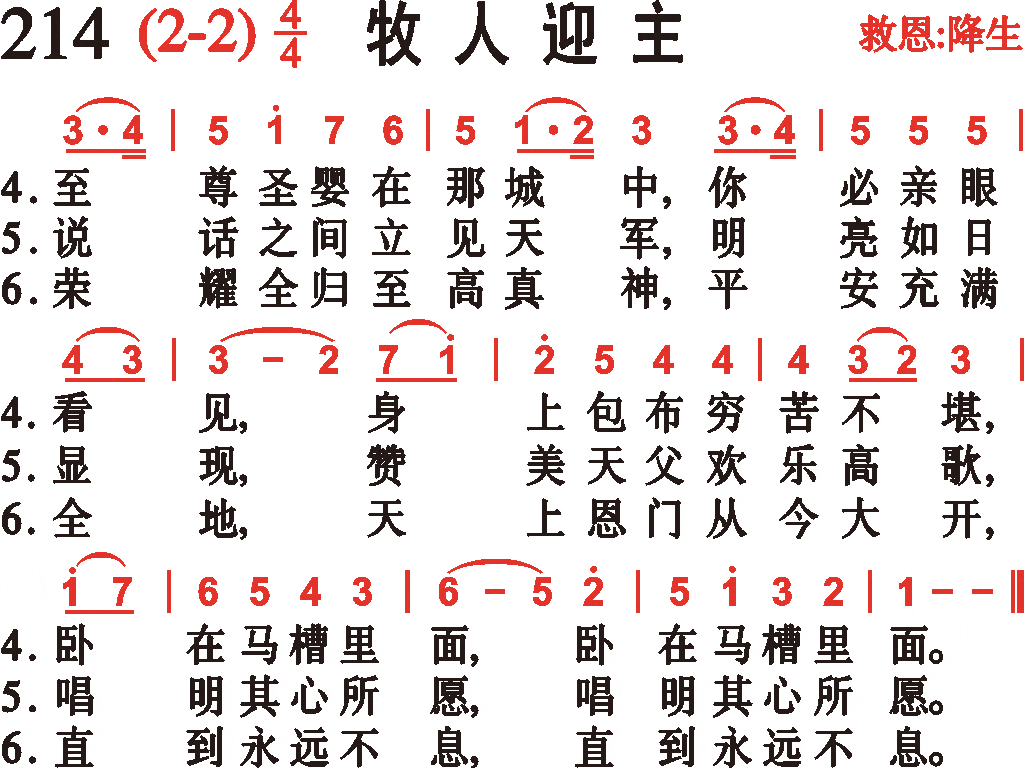 214 (2-2) 4/4 牧人迎主 救恩:降生
3·4 | 5 1̇ 7 6 | 5 1·2 3 3·4 | 5 5 5 |
4.至 尊圣婴在那城 中,你 必亲眼
5.说 话之间立见天 军,明 亮如日
6.荣 耀全归至高真 神,平 安充满
4 3 | 3 – 2 7 1̇ | 2̇ 5 4 4 | 4 3 2 3 |
4.看 见, 身 上包布穷苦不 堪,
5.显 现, 赞 美天父欢乐高 歌,
6.全 地, 天 上恩门从今大 开,
1̇ 7 | 6 5 4 3 | 6 – 5 2̇ | 5 1̇ 3 2 | 1 – –
4.卧 在马槽里 面, 卧 在马槽里 面。
5.唱 明其心所 愿, 唱 明其心所 愿。
6.直 到永远不 息, 直 到永远不 息。